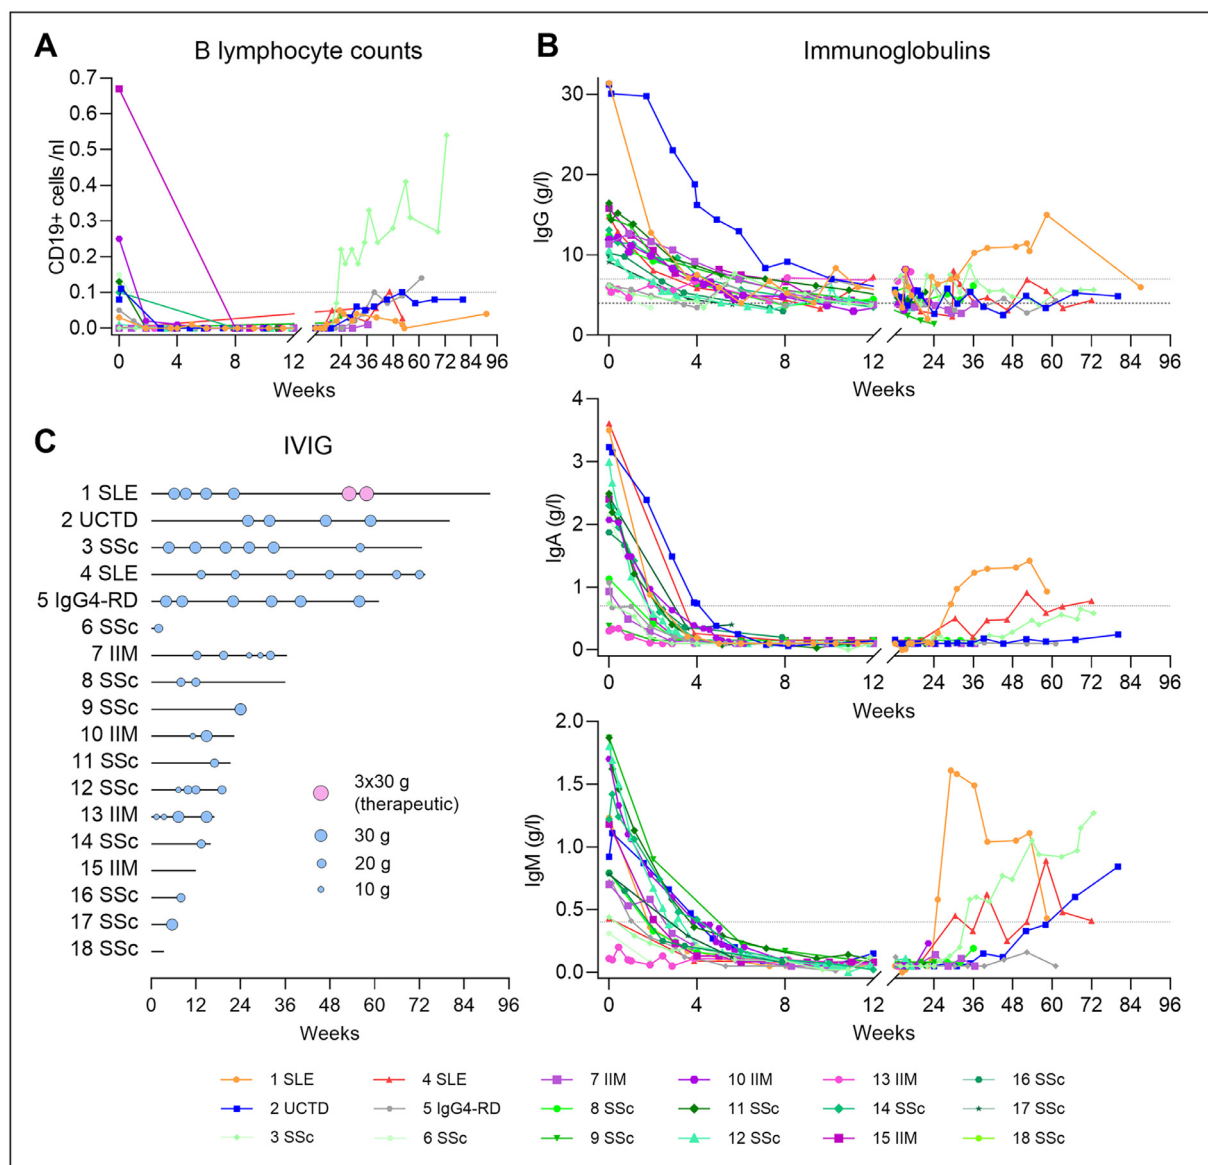 A
B lymphocyte counts
0.7
0.6
0.5
0.4
0.3
0.2
0.1
0.0
CD19+ cells /nl
0 4 8 12 24 36 48 60 72 84 96
Weeks
B
Immunoglobulins
30
20
10
0
IgG (g/l)
0 4 8 12 24 36 48 60 72 84 96
Weeks
4
3
2
1
0
IgA (g/l)
0 4 8 12 24 36 48 60 72 84 96
Weeks
2.0
1.5
1.0
0.5
0.0
IgM (g/l)
0 4 8 12 24 36 48 60 72 84 96
Weeks
C
IVIG
1 SLE
2 UCTD
3 SSc
4 SLE
5 IgG4-RD
6 SSc
7 IIM
8 SSc
9 SSc
10 IIM
11 SSc
12 SSc
13 IIM
14 SSc
15 IIM
16 SSc
17 SSc
18 SSc
3x30 g
(therapeutic)
30 g
20 g
10 g
0 12 24 36 48 60 72 84 96
Weeks
1 SLE 4 SLE 7 IIM 10 IIM 13 IIM 16 SSc
2 UCTD 5 IgG4-RD 8 SSc 11 SSc 14 SSc 17 SSc
3 SSc 6 SSc 9 SSc 12 SSc 15 IIM 18 SSc